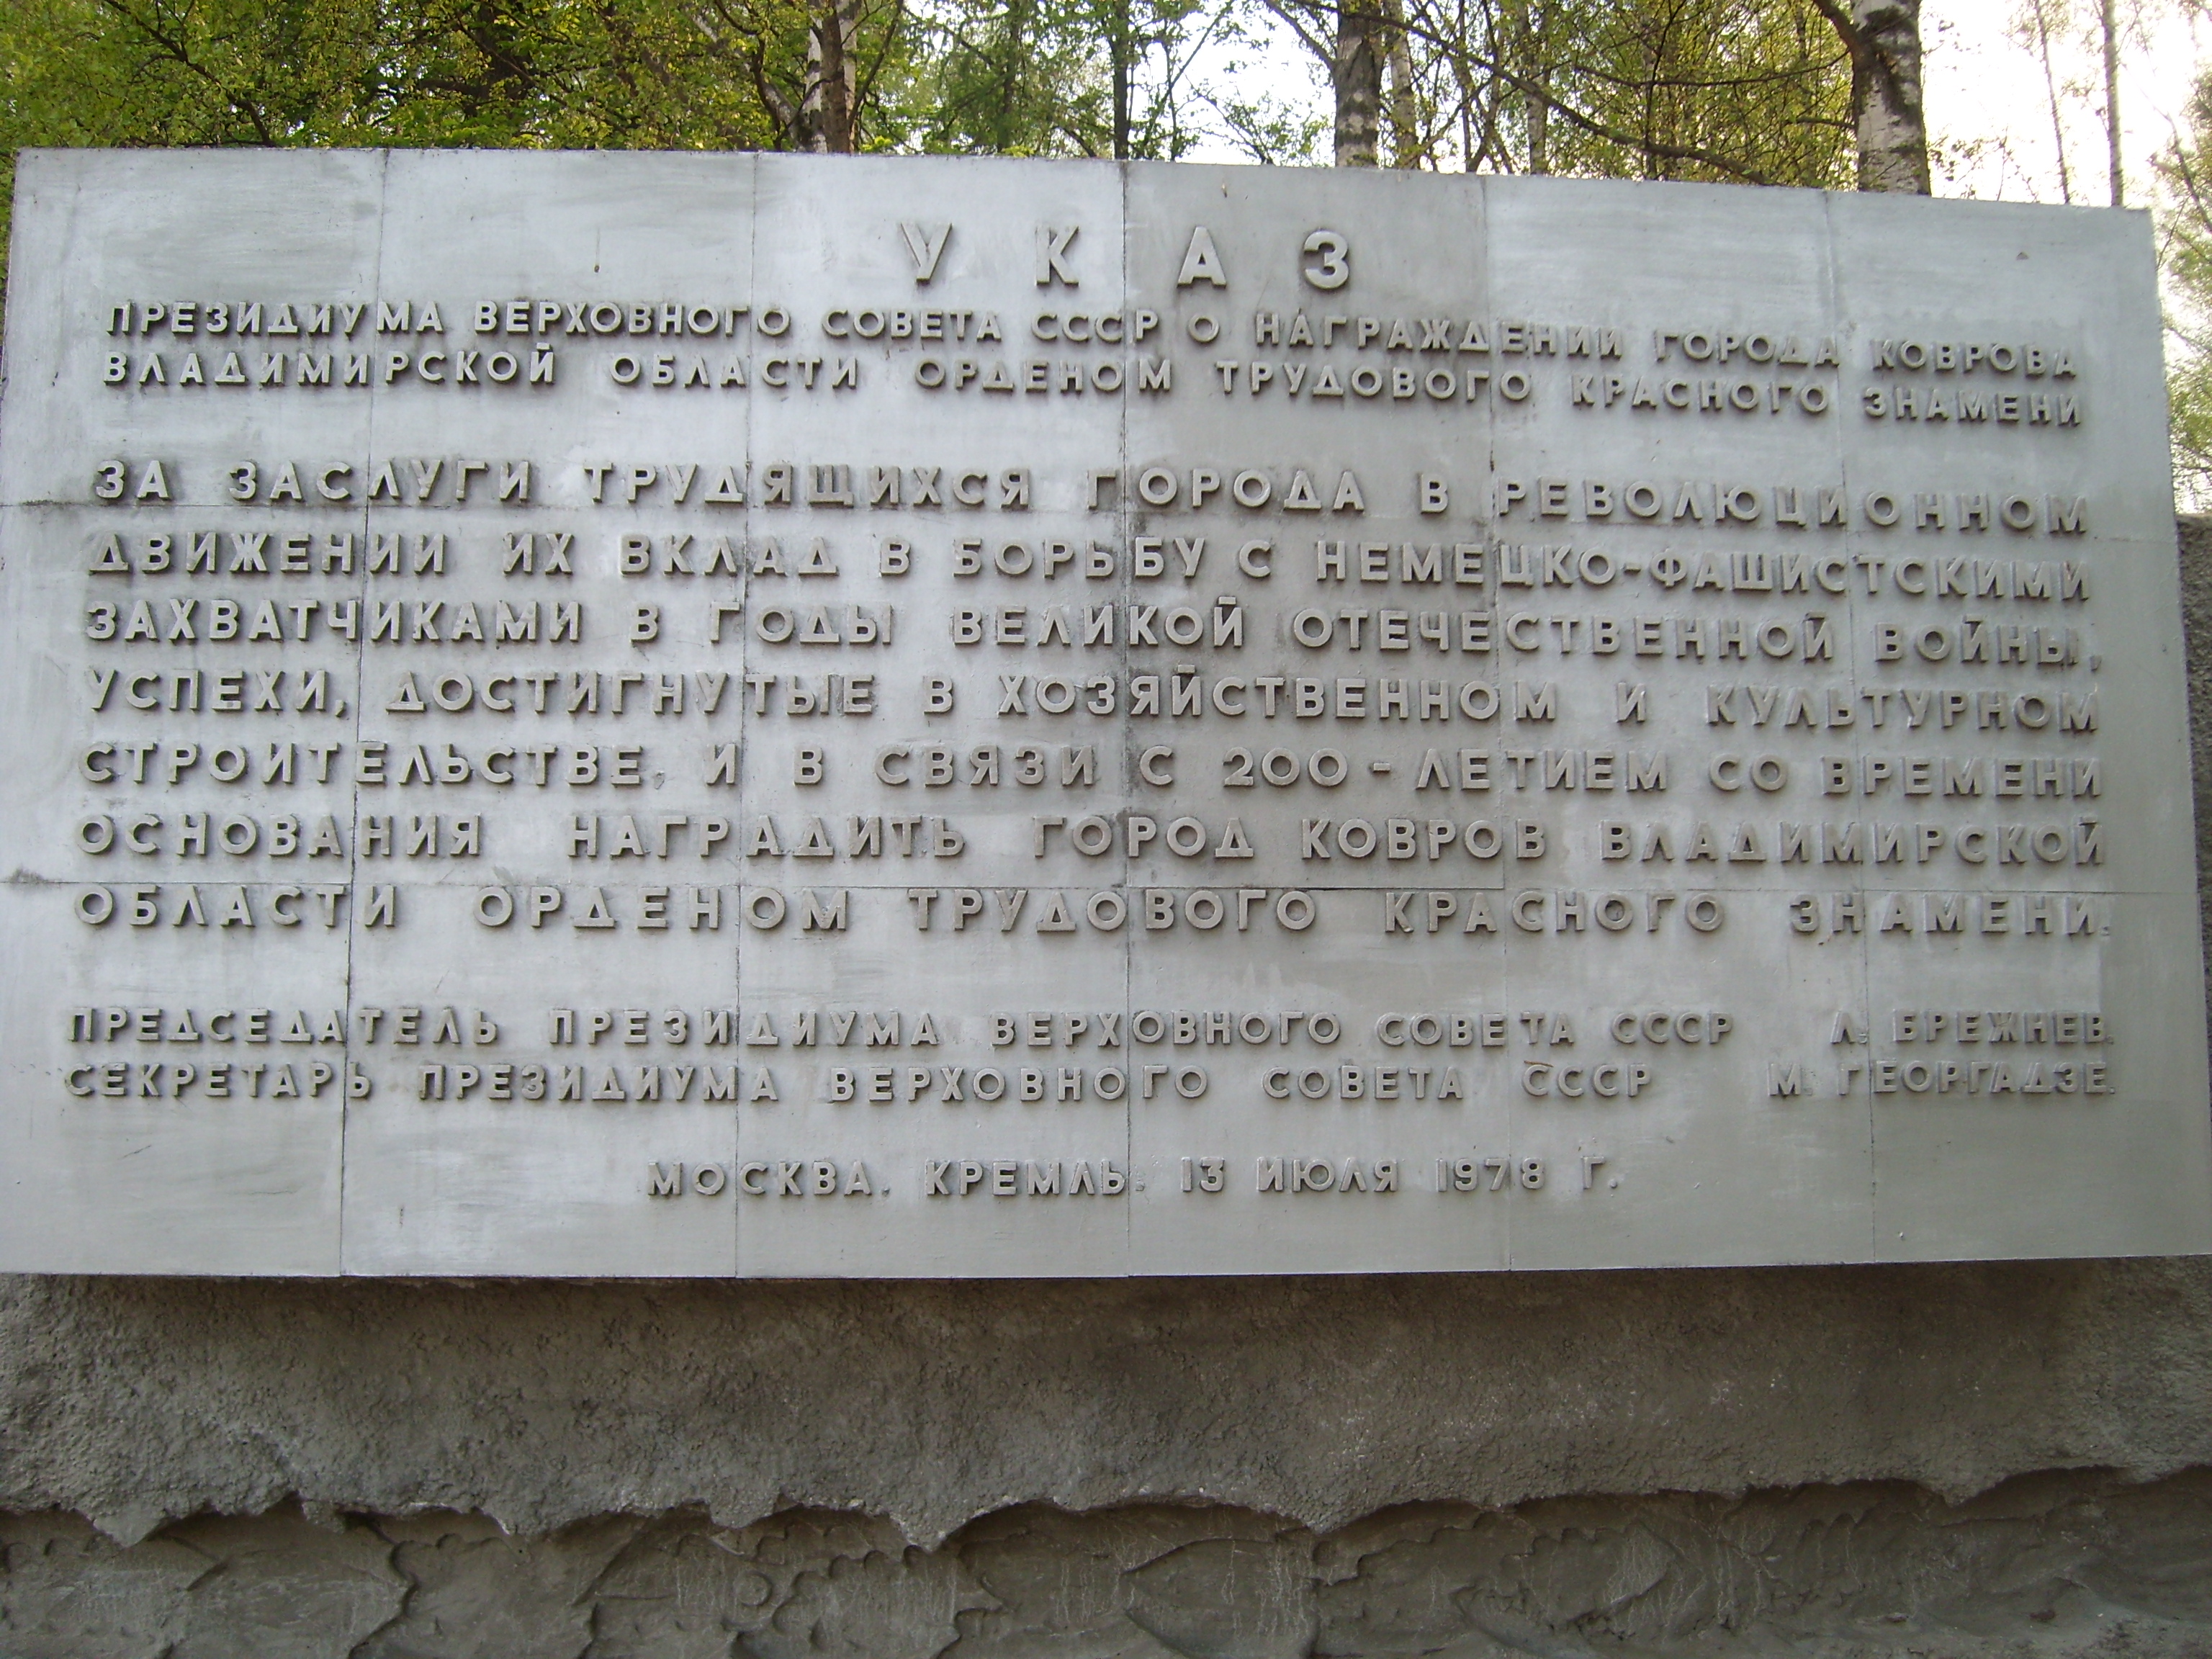 УКАЗ
ПРЕЗИДИУМА ВЕРХОВНОГО СОВЕТА СССР О НАГРАЖДЕНИИ ГОРОДА КОВРОВА
ВЛАДИМИРСКОЙ ОБЛАСТИ ОРДЕНОМ ТРУДОВОГО КРАСНОГО ЗНАМЕНИ
ЗА ЗАСЛУГИ ТРУДЯЩИХСЯ ГОРОДА В РЕВОЛЮЦИОННОМ
ДВИЖЕНИИ ИХ ВКЛАД В БОРЬБУ С НЕМЕЦКО-ФАШИСТСКИМИ
ЗАХВАТЧИКАМИ В ГОДЫ ВЕЛИКОЙ ОТЕЧЕСТВЕННОЙ ВОЙНЫ,
УСПЕХИ, ДОСТИГНУТЫЕ В ХОЗЯЙСТВЕННОМ И КУЛЬТУРНОМ
СТРОИТЕЛЬСТВЕ, И В СВЯЗИ С 200-ЛЕТИЕМ СО ВРЕМЕНИ
ОСНОВАНИЯ НАГРАДИТЬ ГОРОД КОВРОВ ВЛАДИМИРСКОЙ
ОБЛАСТИ ОРДЕНОМ ТРУДОВОГО КРАСНОГО ЗНАМЕНИ.
ПРЕДСЕДАТЕЛЬ ПРЕЗИДИУМА ВЕРХОВНОГО СОВЕТА СССР Л. БРЕЖНЕВ.
СЕКРЕТАРЬ ПРЕЗИДИУМА ВЕРХОВНОГО СОВЕТА СССР М. ГЕОРГАДЗЕ.
МОСКВА. КРЕМЛЬ. 13 ИЮЛЯ 1978 Г.